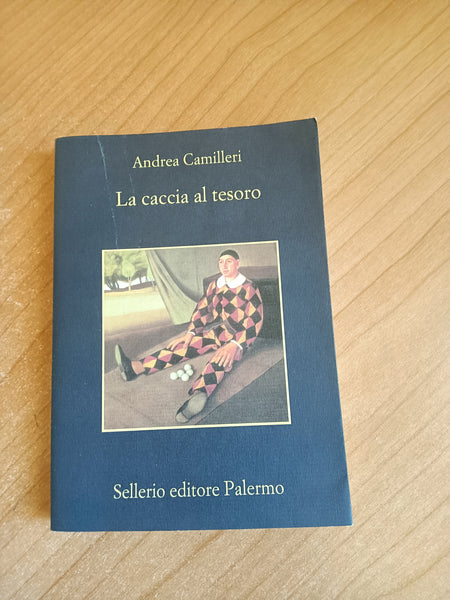 Andrea Camilleri
La caccia al tesoro
Sellerio editore Palermo